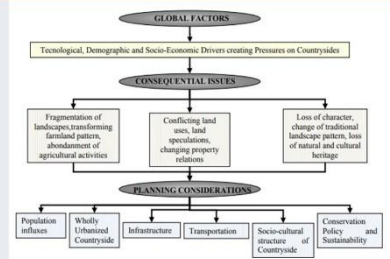 GLOBAL FACTORS
Tecnological, Demographic and Socio-Economic Drivers creating Pressures on Countrysides
CONSEQUENTIAL ISSUES
Fragmentation of
landscapes,transforming
farmland pattern,
abondanment of
agricultural activities
Conflicting land
uses, land
speculations,
changing property
relations
Loss of character,
change of traditional
landscape pattern, loss
of natural and cultural
heritage
PLANNING CONSIDERATIONS
Population
influxes
Wholly
Urbanized
Countryside
Infrastructure
Transportation
Socio-cultural
structure of
Countryside
Conservation
Policy and
Sustainability